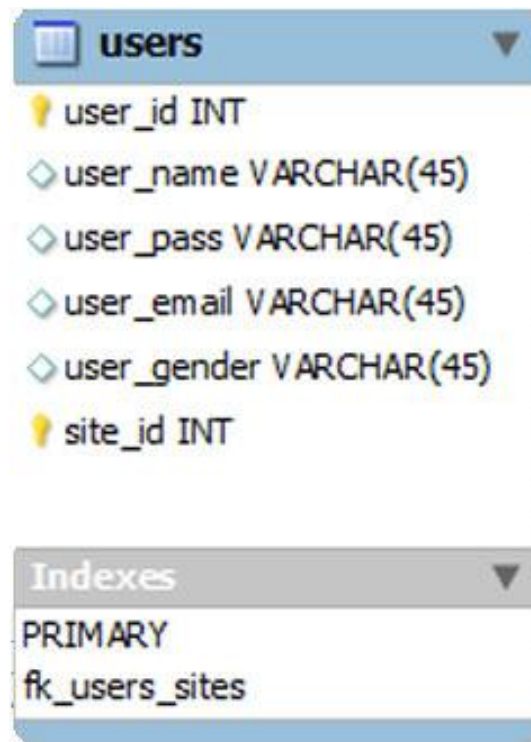 users
user_id INT
user_name VARCHAR(45)
user_pass VARCHAR(45)
user_email VARCHAR(45)
user_gender VARCHAR(45)
site_id INT
Indexes
PRIMARY
fk_users_sites